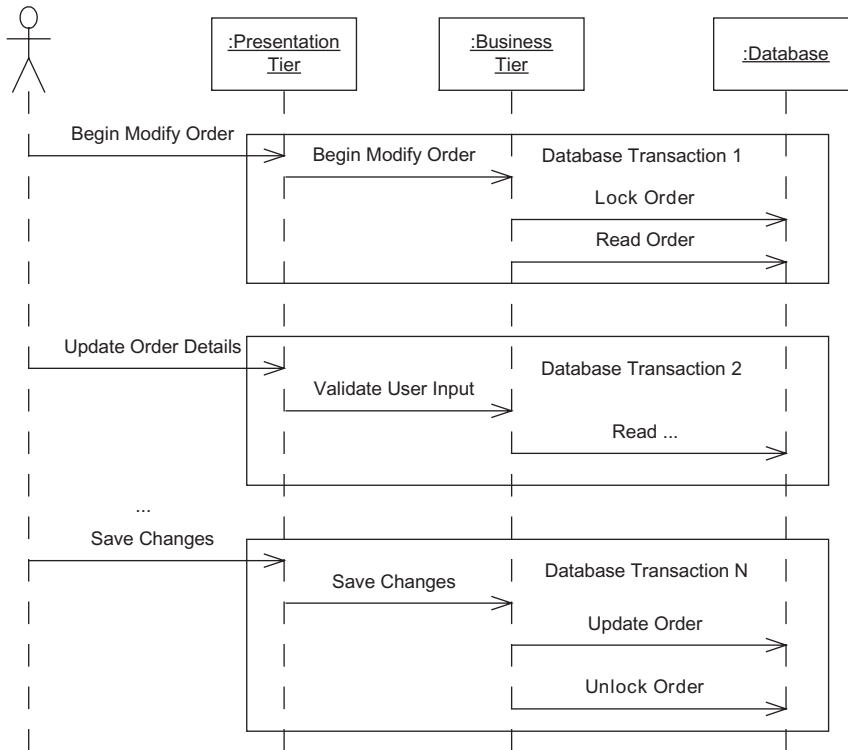 :Presentation
Tier
:Business
Tier
:Database
Begin Modify Order
Begin Modify Order
Database Transaction 1
Lock Order
Read Order
Update Order Details
Validate User Input
Database Transaction 2
Read ...
...
Save Changes
Save Changes
Database Transaction N
Update Order
Unlock Order